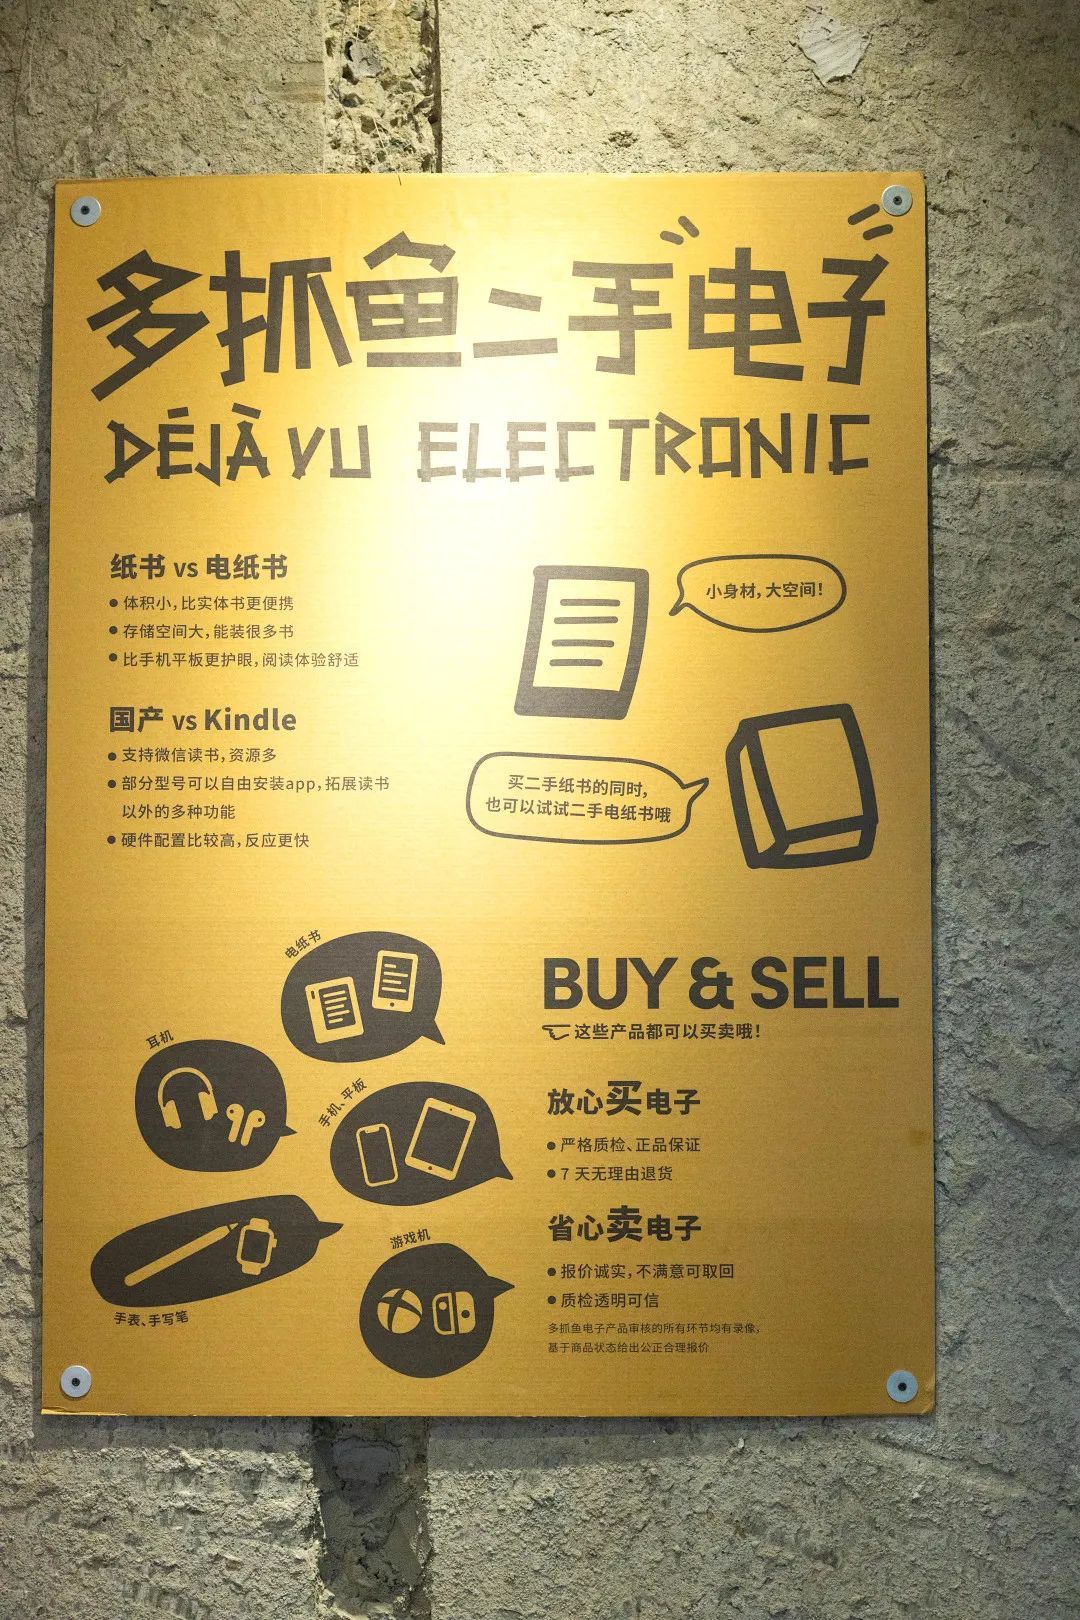 多抓鱼二手电子
DÉJÀ VU ELECTRONIC
纸书 vs 电纸书
● 体积小，比实体书更便携
● 存储空间大，能装很多书
● 比手机平板更护眼，阅读体验舒适
小身材，大空间！
国产 vs Kindle
● 支持微信读书，资源多
● 部分型号可以自由安装app，拓展读书
以外的多种功能
● 硬件配置比较高，反应更快
买二手纸书的同时，
也可以试试二手电纸书哦
电纸书
耳机
手机、平板
手表、手写笔
游戏机
BUY & SELL
这些产品都可以买卖哦！
放心买电子
● 严格质检、正品保证
● 7 天无理由退货
省心卖电子
● 报价诚实，不满意可取回
● 质检透明可信
多抓鱼电子产品审核的所有环节均有录像，
基于商品状态给出公正合理报价